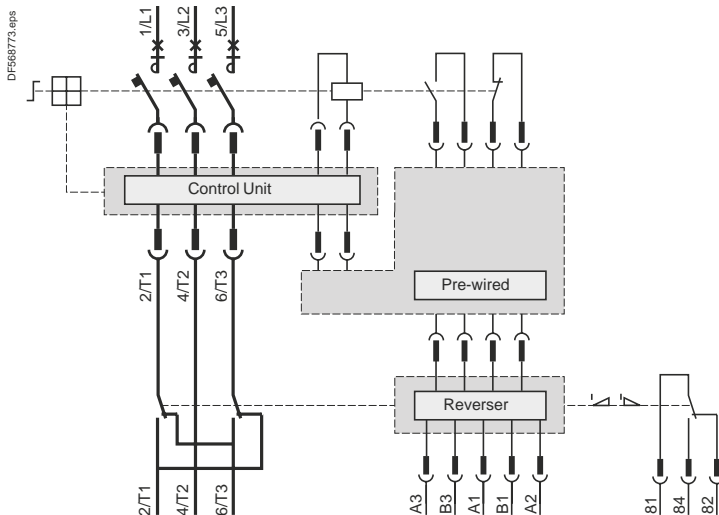 DF568773.eps
1/L1
3/L2
5/L3
Control Unit
2/T1
4/T2
6/T3
Pre-wired
Reverser
2/T1
4/T2
6/T3
A3
B3
A1
B1
A2
81
84
82